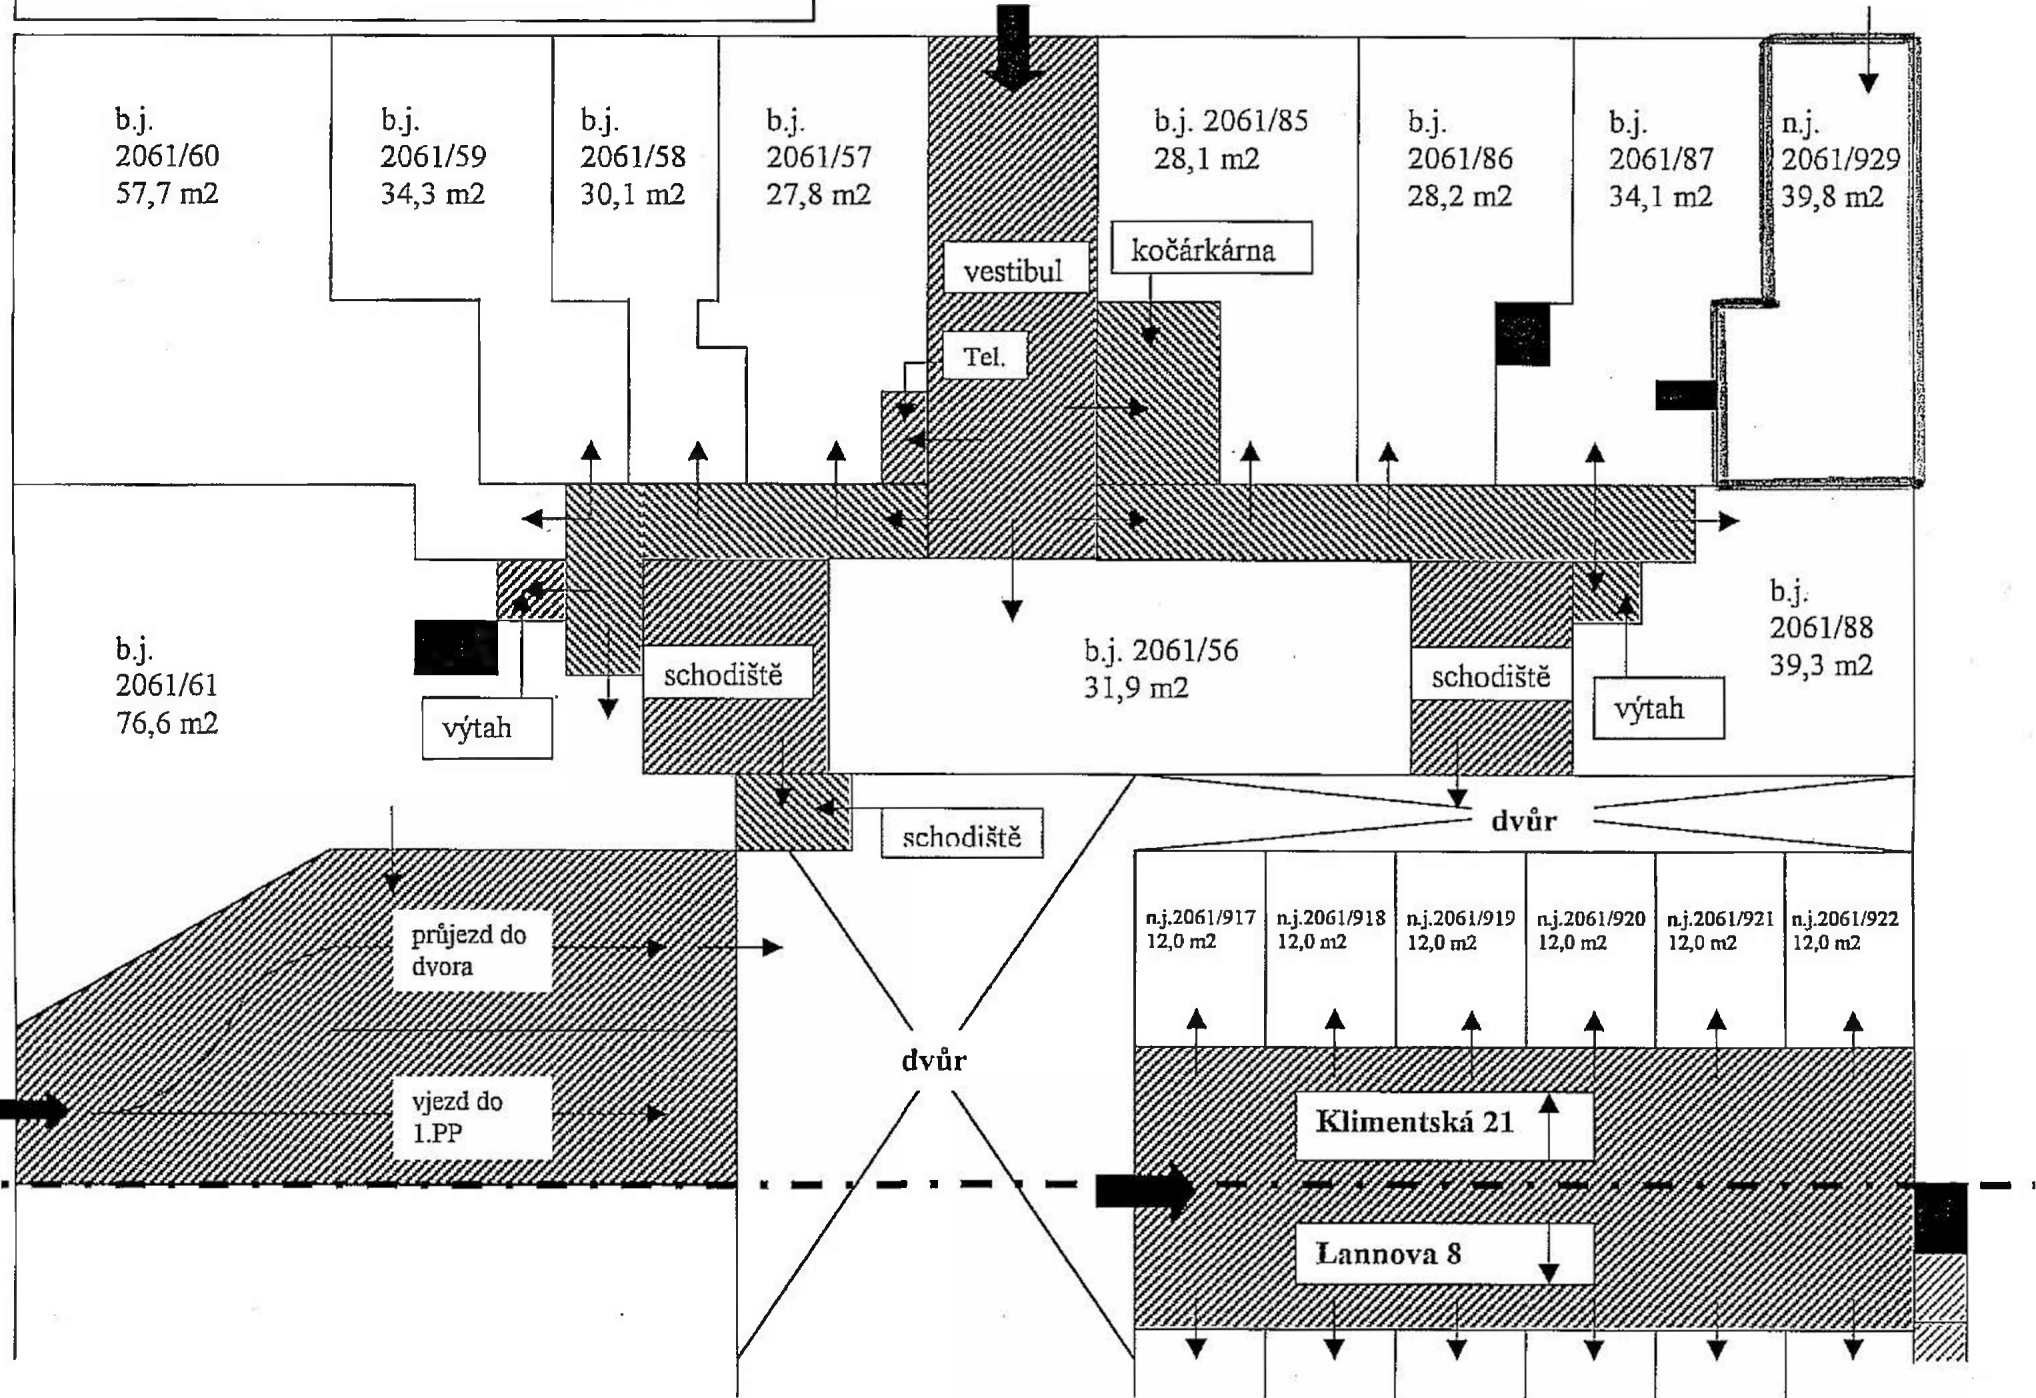 b.j.
2061/60
57,7 m2
b.j.
2061/59
34,3 m2
b.j.
2061/58
30,1 m2
b.j.
2061/57
27,8 m2
b.j. 2061/85
28,1 m2
b.j.
2061/86
28,2 m2
b.j.
2061/87
34,1 m2
n.j.
2061/929
39,8 m2
vestibul
kočárkárna
Tel.
b.j.
2061/61
76,6 m2
výtah
schodiště
b.j. 2061/56
31,9 m2
schodiště
výtah
b.j.
2061/88
39,3 m2
schodiště
dvůr
průjezd do
dvora
vjezd do
1.PP
dvůr
n.j.2061/917
12,0 m2
n.j.2061/918
12,0 m2
n.j.2061/919
12,0 m2
n.j.2061/920
12,0 m2
n.j.2061/921
12,0 m2
n.j.2061/922
12,0 m2
Klimentská 21
Lannova 8